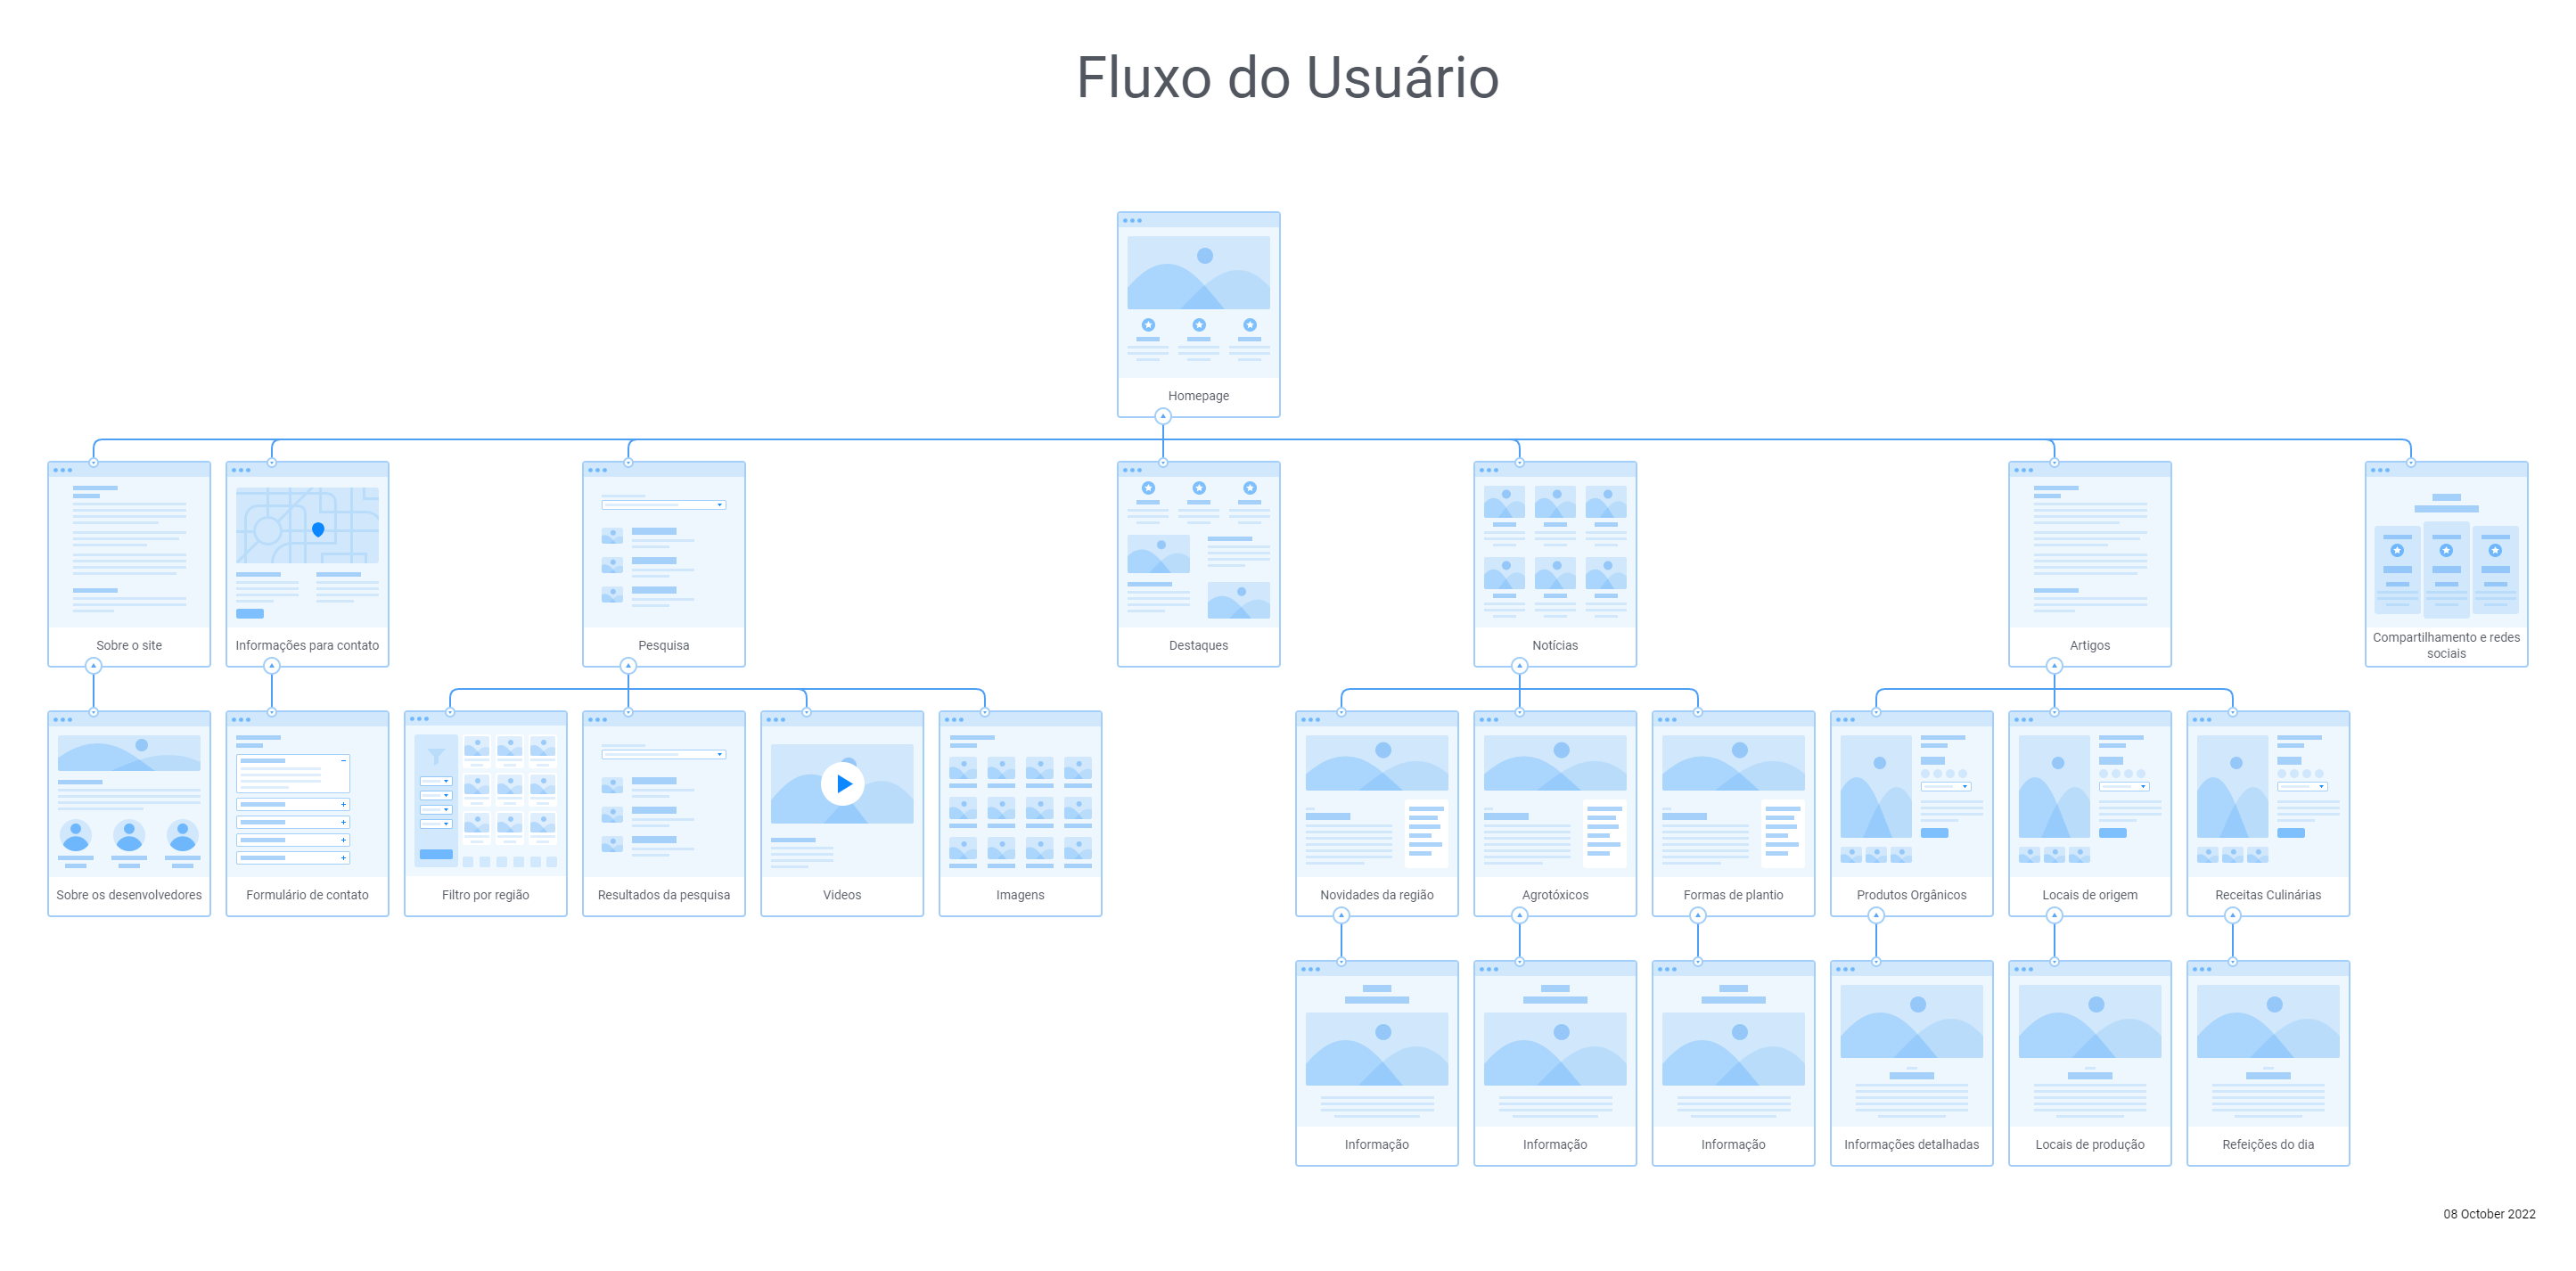 Fluxo do Usuário
Homepage
Sobre o site
Informações para contato
Pesquisa
Destaques
Notícias
Artigos
Compartilhamento e redes
sociais
Sobre os desenvolvedores
Formulário de contato
Filtro por região
Resultados da pesquisa
Videos
Imagens
Novidades da região
Agrotóxicos
Formas de plantio
Produtos Orgânicos
Locais de origem
Receitas Culinárias
Informação
Informação
Informação
Informações detalhadas
Locais de produção
Refeições do dia
08 October 2022